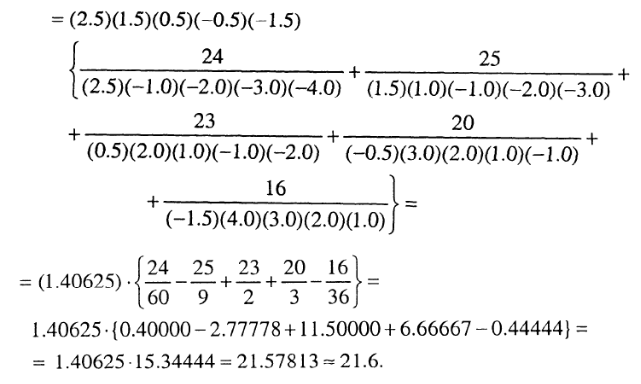 = (2.5)(1.5)(0.5)(−0.5)(−1.5)
{ 24/((2.5)(−1.0)(−2.0)(−3.0)(−4.0)) + 25/((1.5)(1.0)(−1.0)(−2.0)(−3.0)) +
+ 23/((0.5)(2.0)(1.0)(−1.0)(−2.0)) + 20/((−0.5)(3.0)(2.0)(1.0)(−1.0)) +
+ 16/((−1.5)(4.0)(3.0)(2.0)(1.0)) } =
= (1.40625) · {24/60 − 25/9 + 23/2 + 20/3 − 16/36} =
1.40625·{0.40000 − 2.77778 + 11.50000 + 6.66667 − 0.44444} =
= 1.40625·15.34444 = 21.57813 ≈ 21.6.